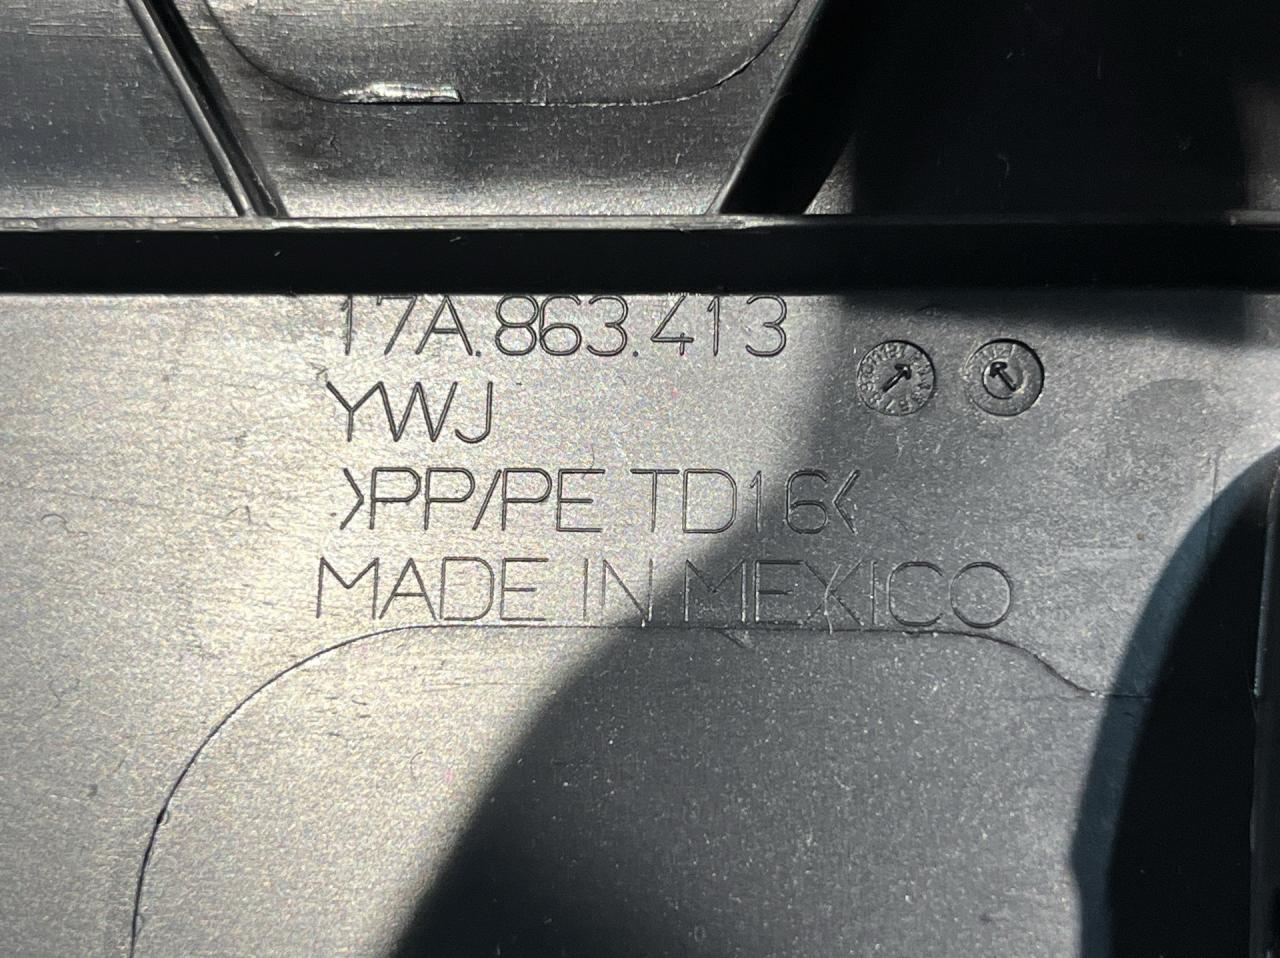 17A.863.413
YWJ
>PP/PE TD16<
MADE IN MEXICO